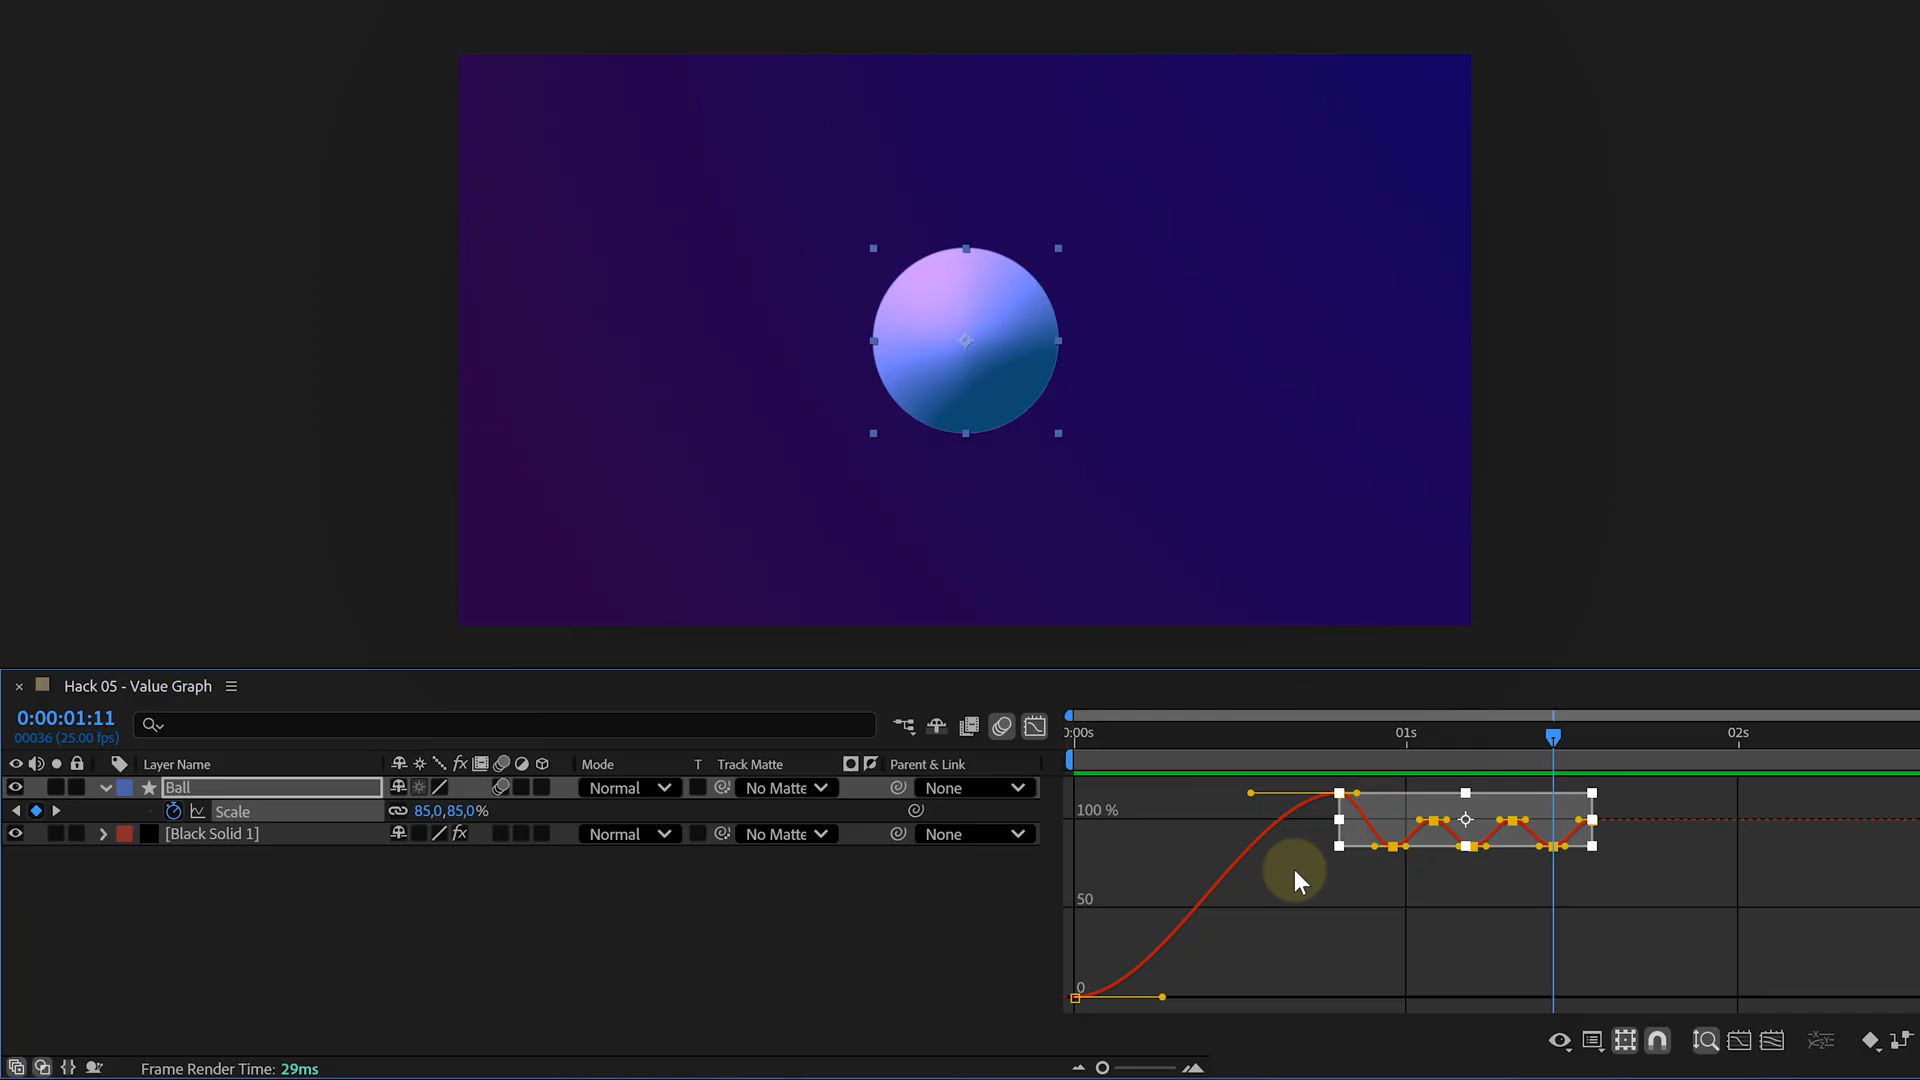 × Hack 05 - Value Graph
0:00:01:11
00036 (25.00 fps)
0:00s 01s 02s
Layer Name Mode T Track Matte Parent & Link
Ball Normal No Matte None
Scale 85,0,85,0%
[Black Solid 1] fx Normal No Matte None
100 %
50
0
Frame Render Time: 29ms